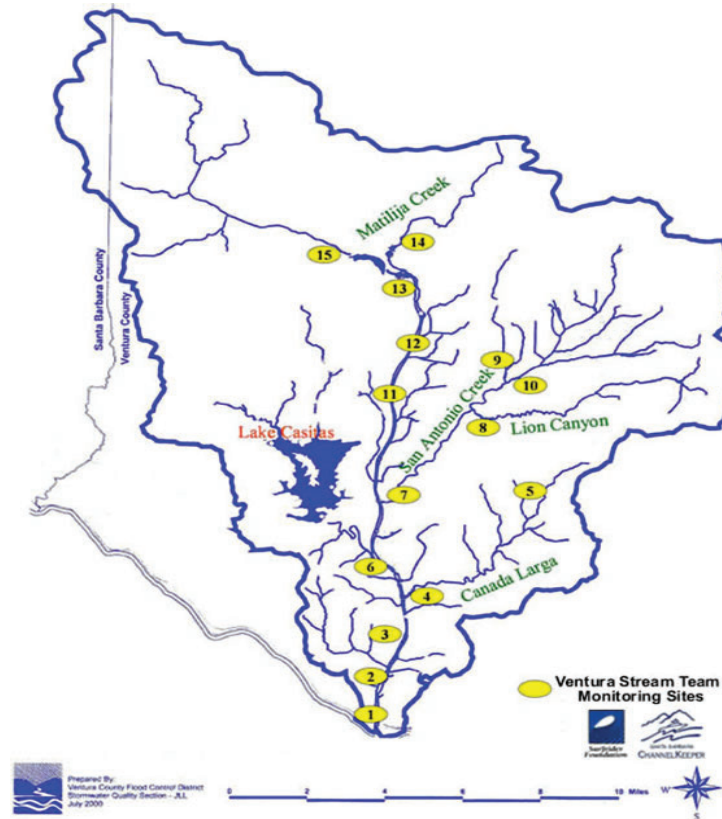 Matilija Creek
14
15
13
Santa Barbara County
Ventura County
12
9
10
11
San Antonio Creek
Lake Casitas
8
Lion Canyon
7
5
6
Canada Larga
4
3
2
1
Ventura Stream Team
Monitoring Sites
Surfrider
Foundation
SANTA BARBARA
CHANNELKEEPER
Prepared By:
Ventura County Flood Control District
Stormwater Quality Section - JLL
July 2000
0 2 4 6 8 10 Miles
W
S